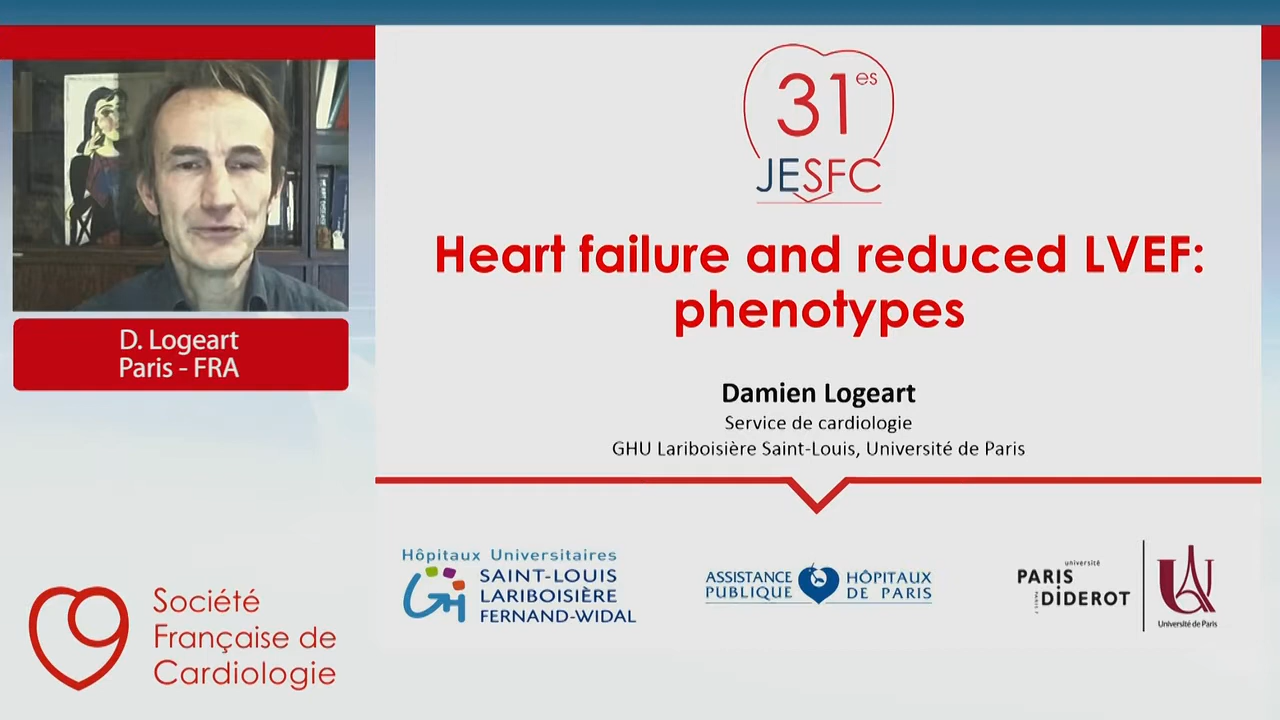 31es
JESFC
Heart failure and reduced LVEF:
phenotypes
D. Logeart
Paris - FRA
Damien Logeart
Service de cardiologie
GHU Lariboisière Saint-Louis, Université de Paris
Hôpitaux Universitaires
SAINT-LOUIS
LARIBOISIÈRE
FERNAND-WIDAL
ASSISTANCE
PUBLIQUE
HÔPITAUX
DE PARIS
université
PARIS
DIDEROT
PARIS 7
Université de Paris
Société
Française de
Cardiologie